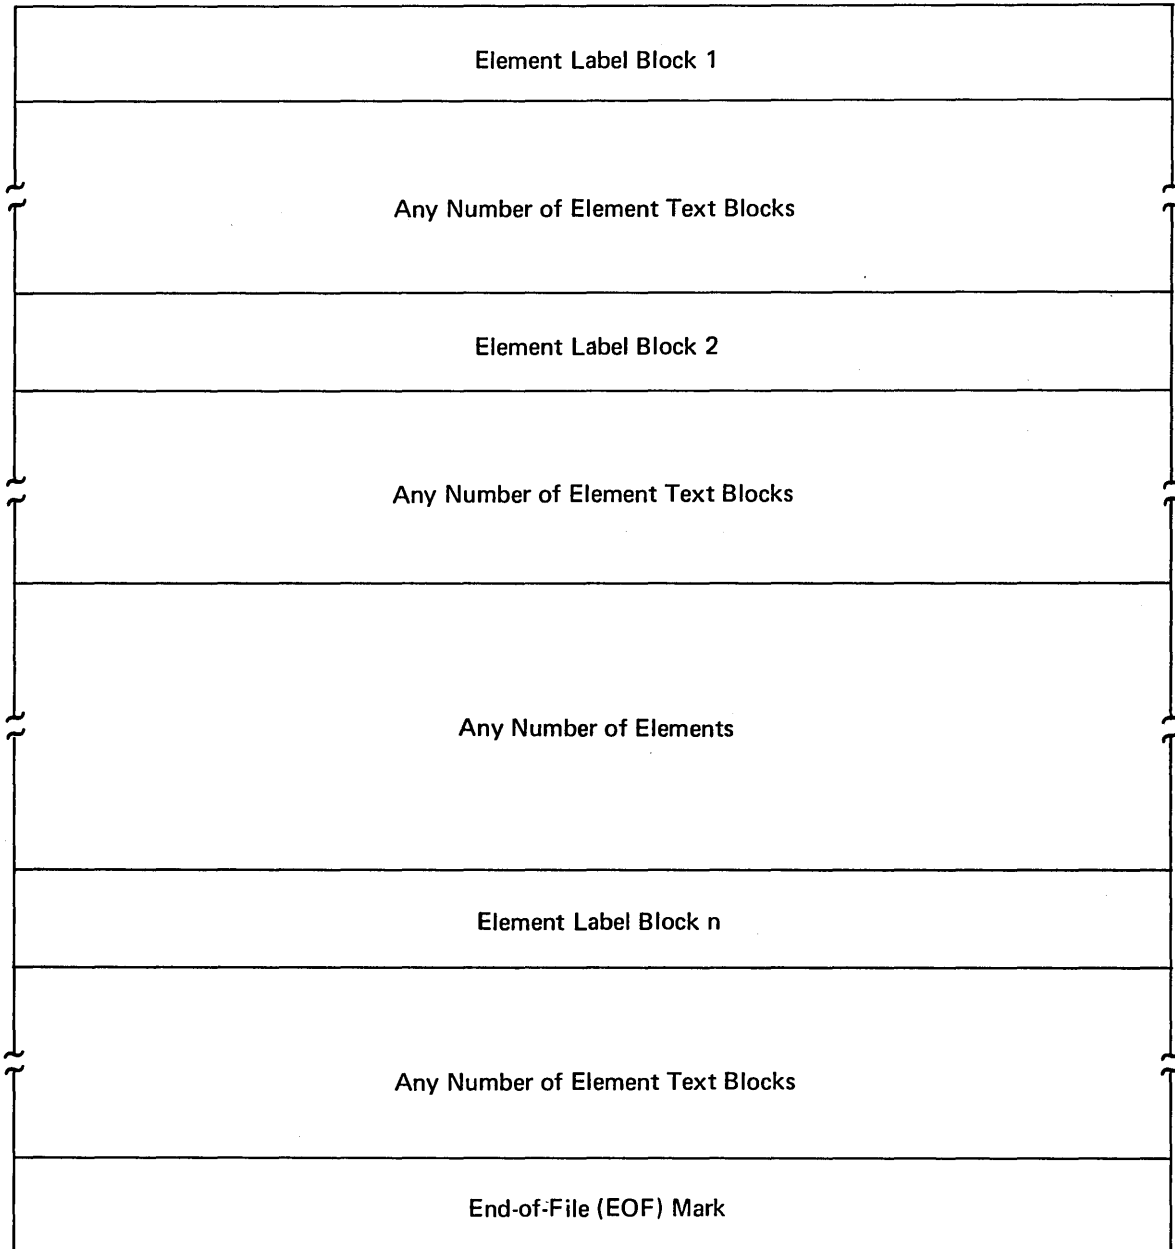 Element Label Block 1
Any Number of Element Text Blocks
Element Label Block 2
Any Number of Element Text Blocks
Any Number of Elements
Element Label Block n
Any Number of Element Text Blocks
End-of-File (EOF) Mark